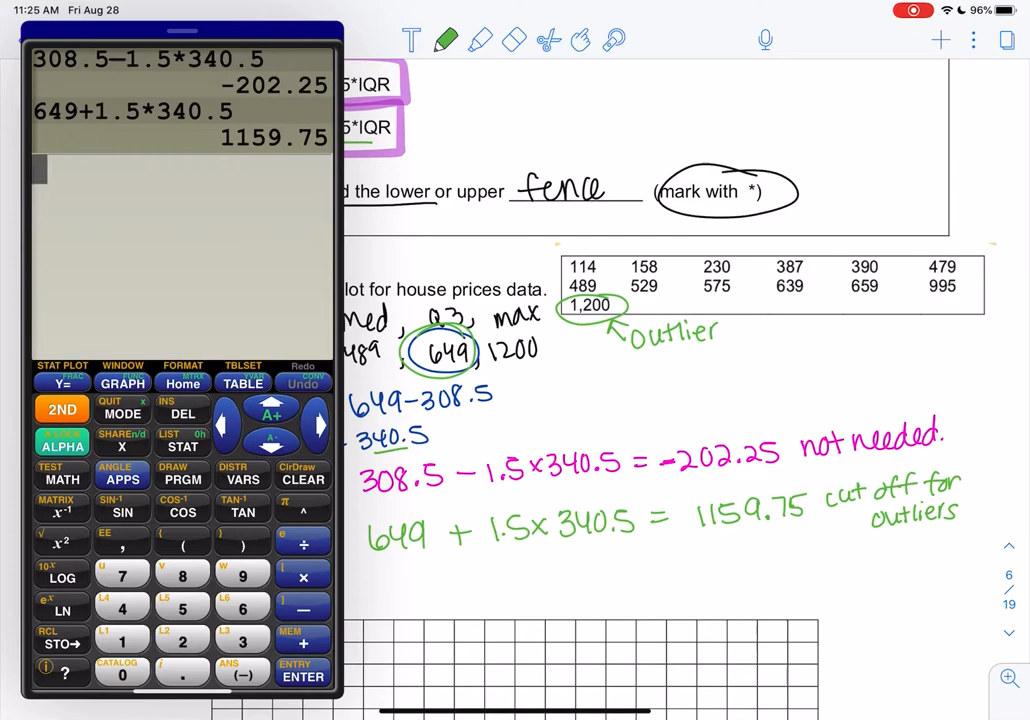 11:25 AM Fri Aug 28
96%
308.5−1.5*340.5
-202.25
649+1.5*340.5
1159.75
5*IQR
5*IQR
d the lower or upper fence (mark with *)
lot for house prices data.
114 158 230 387 390 479
489 529 575 639 659 995
1,200
outlier
med, Q3, max
489, 649, 1200
649-308.5
340.5
308.5 - 1.5×340.5 = -202.25 not needed.
649 + 1.5×340.5 = 1159.75 cut off for
outliers
STAT PLOT WINDOW FORMAT TBLSET Redo
Y= GRAPH Home TABLE Undo
QUIT INS
2ND MODE DEL A+
A-LOCK SHARE LIST
ALPHA X STAT A-
TEST ANGLE DRAW DISTR ClrDraw
MATH APPS PRGM VARS CLEAR
MATRIX SIN-1 COS-1 TAN-1 π
x-1 SIN COS TAN ^
√ EE { } e
x2 , ( ) ÷
10x u v w [
LOG 7 8 9 ×
ex L4 L5 L6 ]
LN 4 5 6 —
RCL L1 L2 L3 MEM
STO→ 1 2 3 +
CATALOG i ANS ENTRY
? 0 . (−) ENTER
T
6
/
19